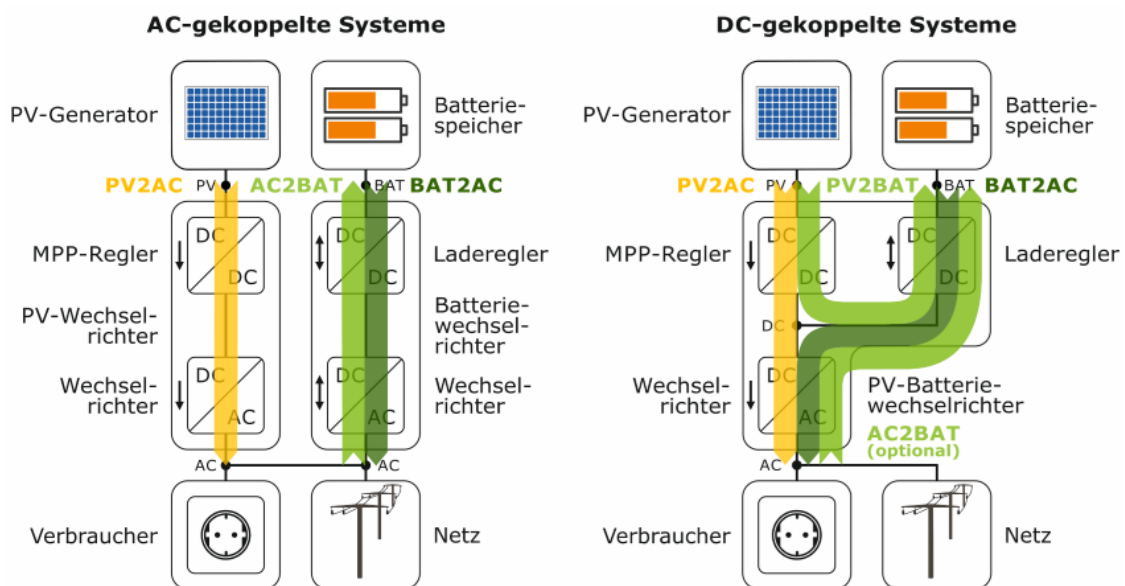 AC-gekoppelte Systeme
PV-Generator
Batterie-
speicher
PV2AC PV AC2BAT BAT BAT2AC
MPP-Regler
DC
DC
DC
DC
Laderegler
PV-Wechsel-
richter
Batterie-
wechsel-
richter
Wechsel-
richter
DC
AC
DC
AC
Wechsel-
richter
AC
AC
Verbraucher
Netz
DC-gekoppelte Systeme
PV-Generator
Batterie-
speicher
PV2AC PV PV2BAT BAT BAT2AC
MPP-Regler
DC
DC
DC
DC
Laderegler
DC
Wechsel-
richter
DC
AC
PV-Batterie-
wechselrichter
AC2BAT
(optional)
AC
Verbraucher
Netz